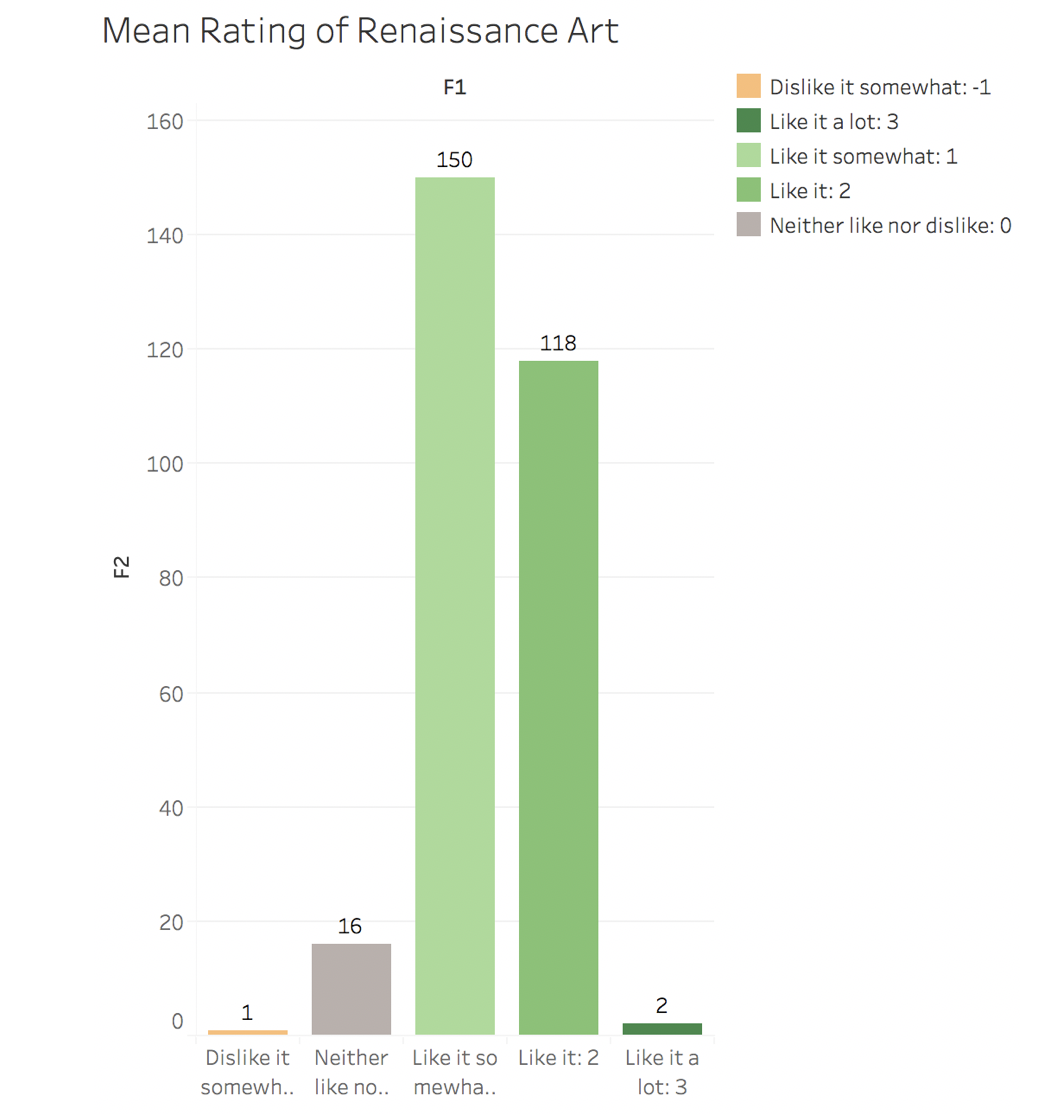 Mean Rating of Renaissance Art
F1
Dislike it somewhat: -1
Like it a lot: 3
Like it somewhat: 1
Like it: 2
Neither like nor dislike: 0
160
150
140
120
118
100
F2
80
60
40
20
16
1
2
0
Dislike it Neither Like it so Like it: 2 Like it a
somewh.. like no.. mewha.. lot: 3